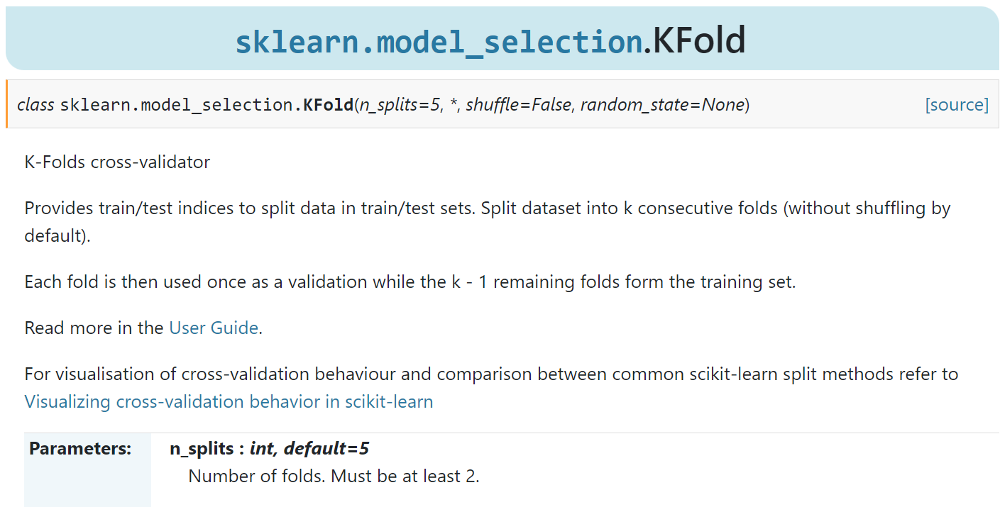 sklearn.model_selection.KFold
class sklearn.model_selection.KFold(n_splits=5, *, shuffle=False, random_state=None) [source]
K-Folds cross-validator
Provides train/test indices to split data in train/test sets. Split dataset into k consecutive folds (without shuffling by
default).
Each fold is then used once as a validation while the k - 1 remaining folds form the training set.
Read more in the User Guide.
For visualisation of cross-validation behaviour and comparison between common scikit-learn split methods refer to
Visualizing cross-validation behavior in scikit-learn
Parameters: n_splits : int, default=5
Number of folds. Must be at least 2.